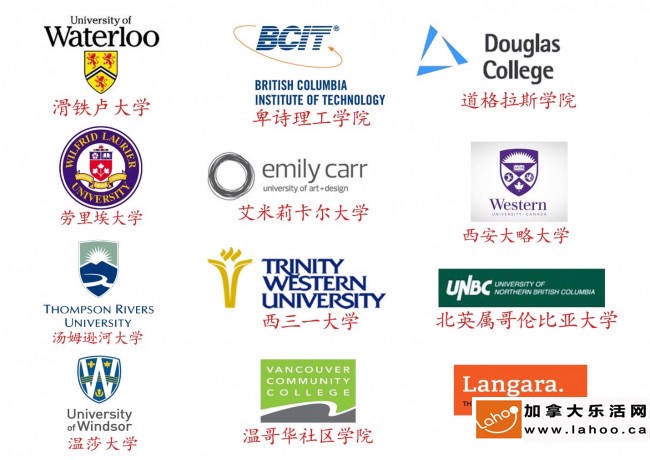 University of
Waterloo
滑铁卢大学
BCIT
BRITISH COLUMBIA
INSTITUTE OF TECHNOLOGY
卑诗理工学院
Douglas
College
道格拉斯学院
WILFRID LAURIER
UNIVERSITY
劳里埃大学
emily carr
university of art+design
艾米莉卡尔大学
Western
UNIVERSITY · CANADA
西安大略大学
THOMPSON RIVERS
UNIVERSITY
汤姆逊河大学
TRINITY
WESTERN
UNIVERSITY
西三一大学
UNBC
UNIVERSITY OF
NORTHERN BRITISH COLUMBIA
北英属哥伦比亚大学
University
of Windsor
温莎大学
VANCOUVER
COMMUNITY
COLLEGE
温哥华社区学院
Langara.
TH
Lahoo
加拿大乐活网
www.lahoo.ca